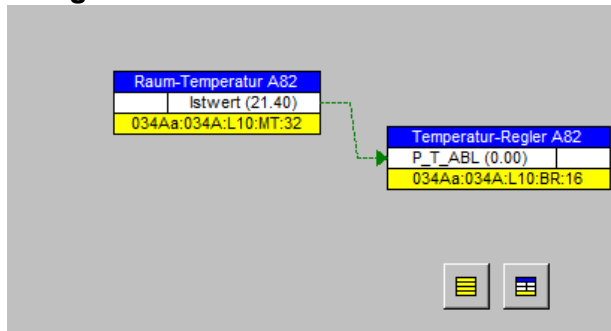 Raum-Temperatur A82
Istwert (21.40)
034Aa:034A:L10:MT:32
Temperatur-Regler A82
P_T_ABL (0.00)
034Aa:034A:L10:BR:16